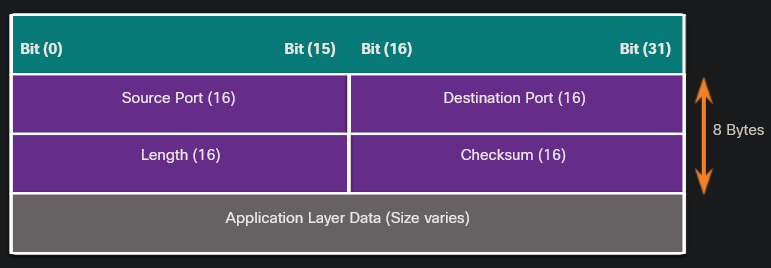 Bit (0) Bit (15) Bit (16) Bit (31)
Source Port (16) Destination Port (16)
8 Bytes
Length (16) Checksum (16)
Application Layer Data (Size varies)